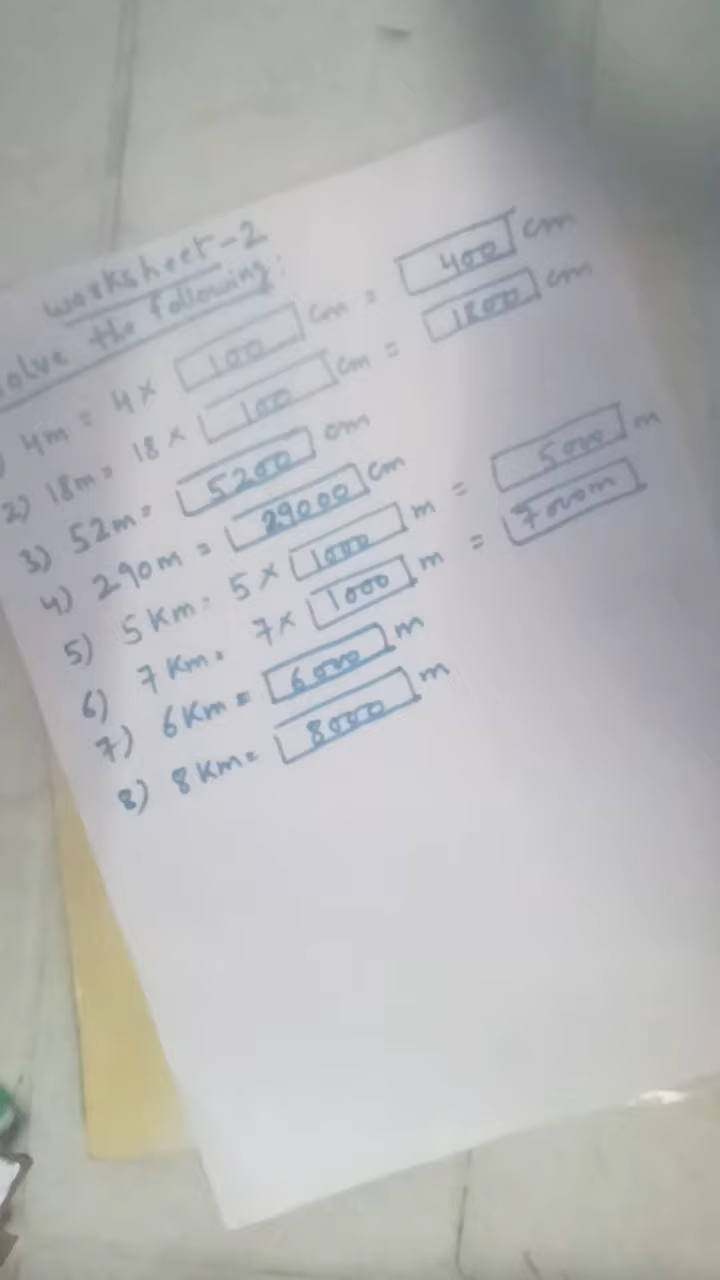 Worksheet-2
Solve the following:
4m = 4 × 100 cm = 400 cm
2) 18m = 18 × 100 cm = 1800 cm
3) 52m = 5200 cm
4) 290m = 29000 cm
5) 5 Km = 5 × 1000 m = 5000 m
6) 7 Km = 7 × 1000 m = 7000m
7) 6 Km = 6000 m
8) 8 Km = 8000 m